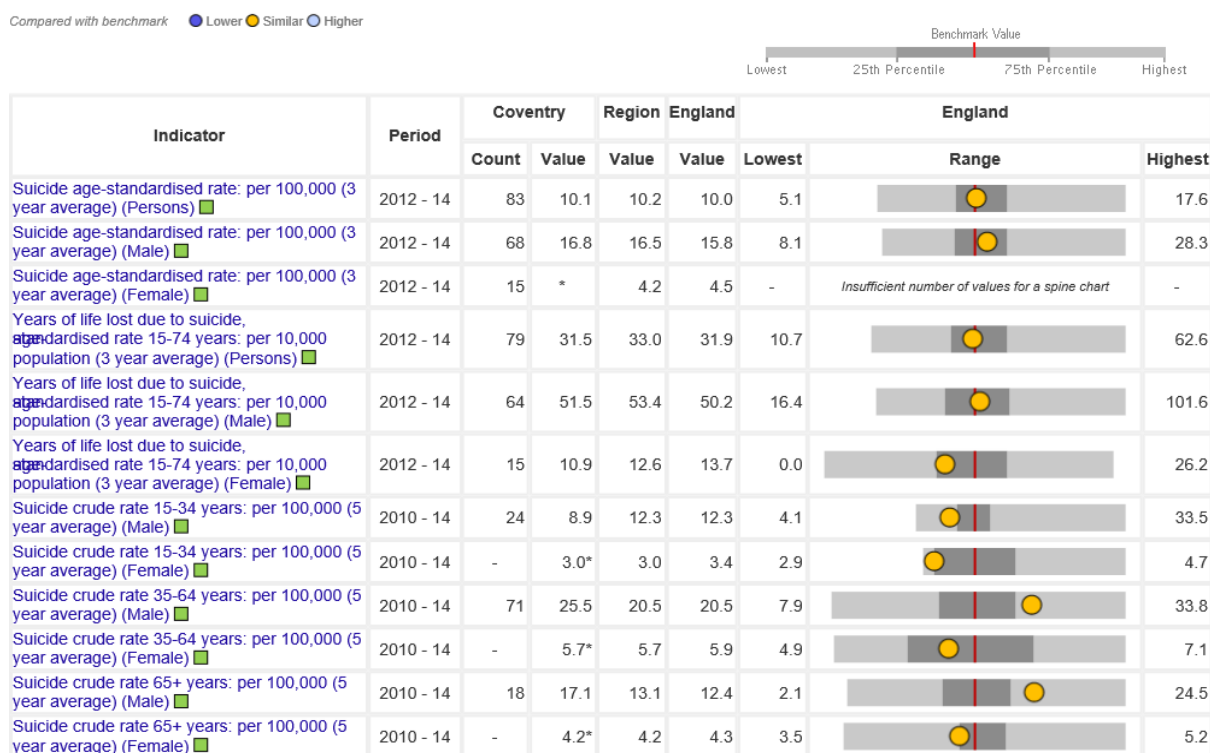 Compared with benchmark Lower Similar Higher
Benchmark Value
Lowest 25th Percentile 75th Percentile Highest
Indicator Period Coventry Region England England
Count Value Value Value Lowest Range Highest
Suicide age-standardised rate: per 100,000 (3
year average) (Persons) 2012 - 14 83 10.1 10.2 10.0 5.1 17.6
Suicide age-standardised rate: per 100,000 (3
year average) (Male) 2012 - 14 68 16.8 16.5 15.8 8.1 28.3
Suicide age-standardised rate: per 100,000 (3
year average) (Female) 2012 - 14 15 * 4.2 4.5 - Insufficient number of values for a spine chart -
Years of life lost due to suicide,
age-standardised rate 15-74 years: per 10,000
population (3 year average) (Persons) 2012 - 14 79 31.5 33.0 31.9 10.7 62.6
Years of life lost due to suicide,
age-standardised rate 15-74 years: per 10,000
population (3 year average) (Male) 2012 - 14 64 51.5 53.4 50.2 16.4 101.6
Years of life lost due to suicide,
age-standardised rate 15-74 years: per 10,000
population (3 year average) (Female) 2012 - 14 15 10.9 12.6 13.7 0.0 26.2
Suicide crude rate 15-34 years: per 100,000 (5
year average) (Male) 2010 - 14 24 8.9 12.3 12.3 4.1 33.5
Suicide crude rate 15-34 years: per 100,000 (5
year average) (Female) 2010 - 14 - 3.0* 3.0 3.4 2.9 4.7
Suicide crude rate 35-64 years: per 100,000 (5
year average) (Male) 2010 - 14 71 25.5 20.5 20.5 7.9 33.8
Suicide crude rate 35-64 years: per 100,000 (5
year average) (Female) 2010 - 14 - 5.7* 5.7 5.9 4.9 7.1
Suicide crude rate 65+ years: per 100,000 (5
year average) (Male) 2010 - 14 18 17.1 13.1 12.4 2.1 24.5
Suicide crude rate 65+ years: per 100,000 (5
year average) (Female) 2010 - 14 - 4.2* 4.2 4.3 3.5 5.2